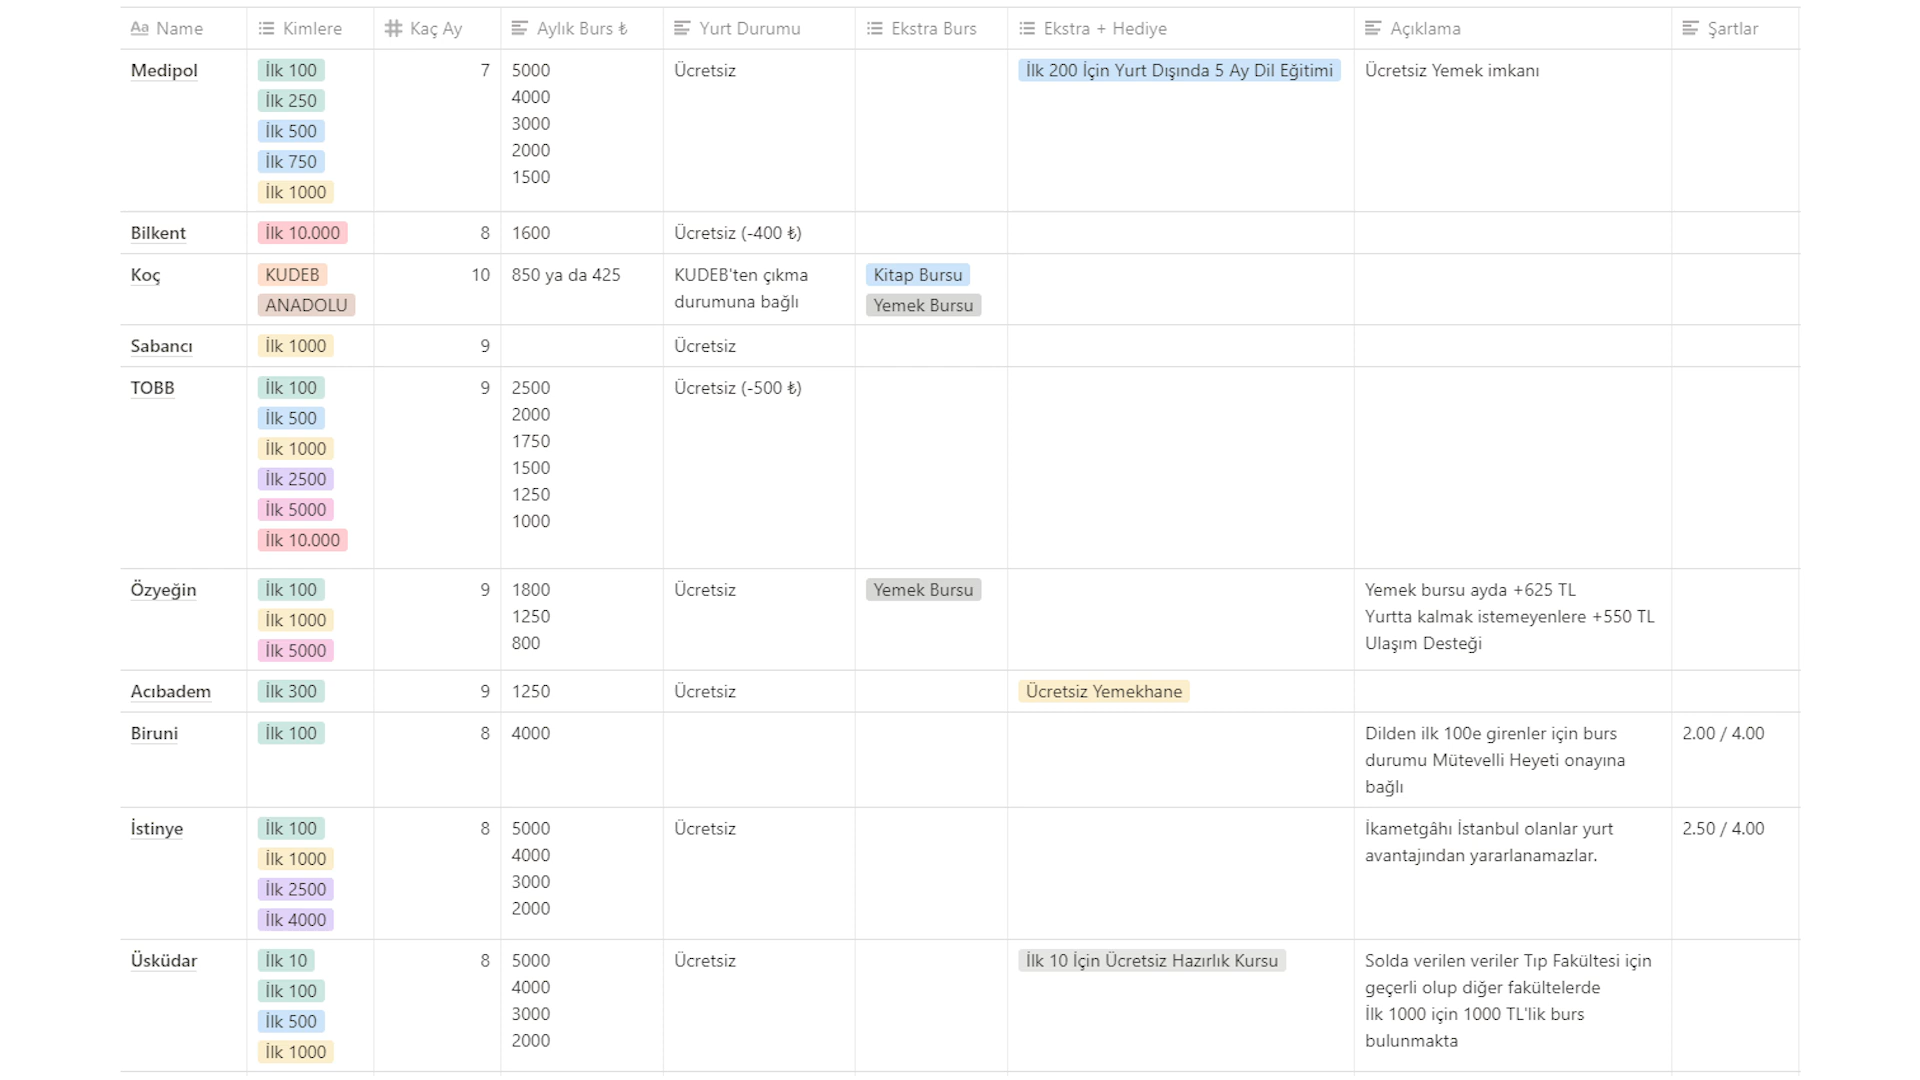 Aa Name
Kimlere
Kaç Ay
Aylık Burs ₺
Yurt Durumu
Ekstra Burs
Ekstra + Hediye
Açıklama
Şartlar
Medipol
İlk 100
İlk 250
İlk 500
İlk 750
İlk 1000
7
5000
4000
3000
2000
1500
Ücretsiz
İlk 200 İçin Yurt Dışında 5 Ay Dil Eğitimi
Ücretsiz Yemek imkanı
Bilkent
İlk 10.000
8
1600
Ücretsiz (-400 ₺)
Koç
KUDEB
ANADOLU
10
850 ya da 425
KUDEB'ten çıkma
durumuna bağlı
Kitap Bursu
Yemek Bursu
Sabancı
İlk 1000
9
Ücretsiz
TOBB
İlk 100
İlk 500
İlk 1000
İlk 2500
İlk 5000
İlk 10.000
9
2500
2000
1750
1500
1250
1000
Ücretsiz (-500 ₺)
Özyeğin
İlk 100
İlk 1000
İlk 5000
9
1800
1250
800
Ücretsiz
Yemek Bursu
Yemek bursu ayda +625 TL
Yurtta kalmak istemeyenlere +550 TL
Ulaşım Desteği
Acıbadem
İlk 300
9
1250
Ücretsiz
Ücretsiz Yemekhane
Biruni
İlk 100
8
4000
Dilden ilk 100e girenler için burs
durumu Mütevelli Heyeti onayına
bağlı
2.00 / 4.00
İstinye
İlk 100
İlk 1000
İlk 2500
İlk 4000
8
5000
4000
3000
2000
Ücretsiz
İkametgâhı İstanbul olanlar yurt
avantajından yararlanamazlar.
2.50 / 4.00
Üsküdar
İlk 10
İlk 100
İlk 500
İlk 1000
8
5000
4000
3000
2000
Ücretsiz
İlk 10 İçin Ücretsiz Hazırlık Kursu
Solda verilen veriler Tıp Fakültesi için
geçerli olup diğer fakültelerde
İlk 1000 için 1000 TL'lik burs
bulunmakta